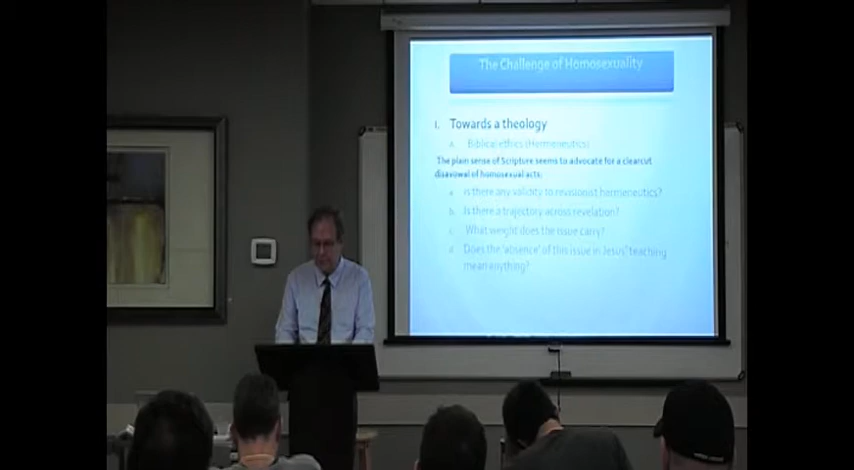 The Challenge of Homosexuality
I. Towards a theology
a. Biblical ethics (Hermeneutics)
The plain sense of Scripture seems to advocate for a clearcut
disavowal of homosexual acts;
a. Is there any validity to revisionist hermeneutics?
b. Is there a trajectory across revelation?
c. What weight does the issue carry?
d. Does the 'absence' of this issue in Jesus' teaching
mean anything?